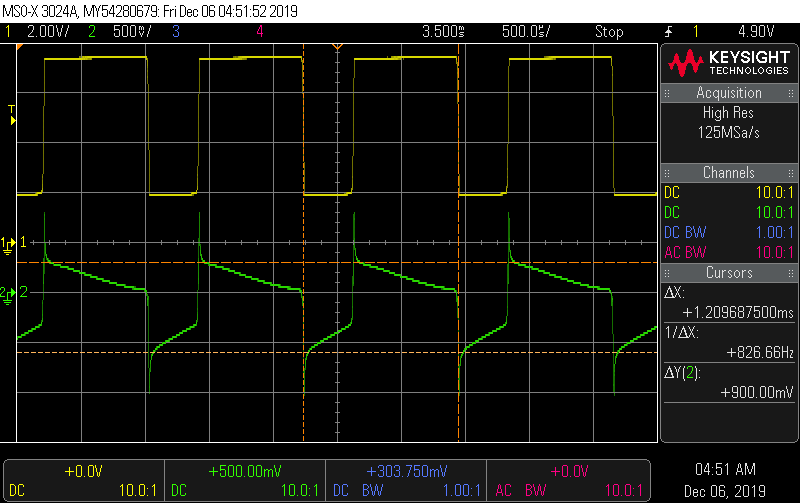 MSO-X 3024A, MY54280679: Fri Dec 06 04:51:52 2019
1 2.00V/ 2 500mV/ 3 4 3.500ms 500.0us/ Stop 1 4.90V
KEYSIGHT
TECHNOLOGIES
Acquisition
High Res
125MSa/s
Channels
DC 10.0:1
DC 10.0:1
DC BW 1.00:1
AC BW 10.0:1
Cursors
ΔX:
+1.209687500ms
1/ΔX:
+826.66Hz
ΔY(2):
+900.00mV
T
1 1
2 2
+0.0V +500.00mV +303.750mV +0.0V
DC 10.0:1 DC 10.0:1 DC BW 1.00:1 AC BW 10.0:1
04:51 AM
Dec 06, 2019